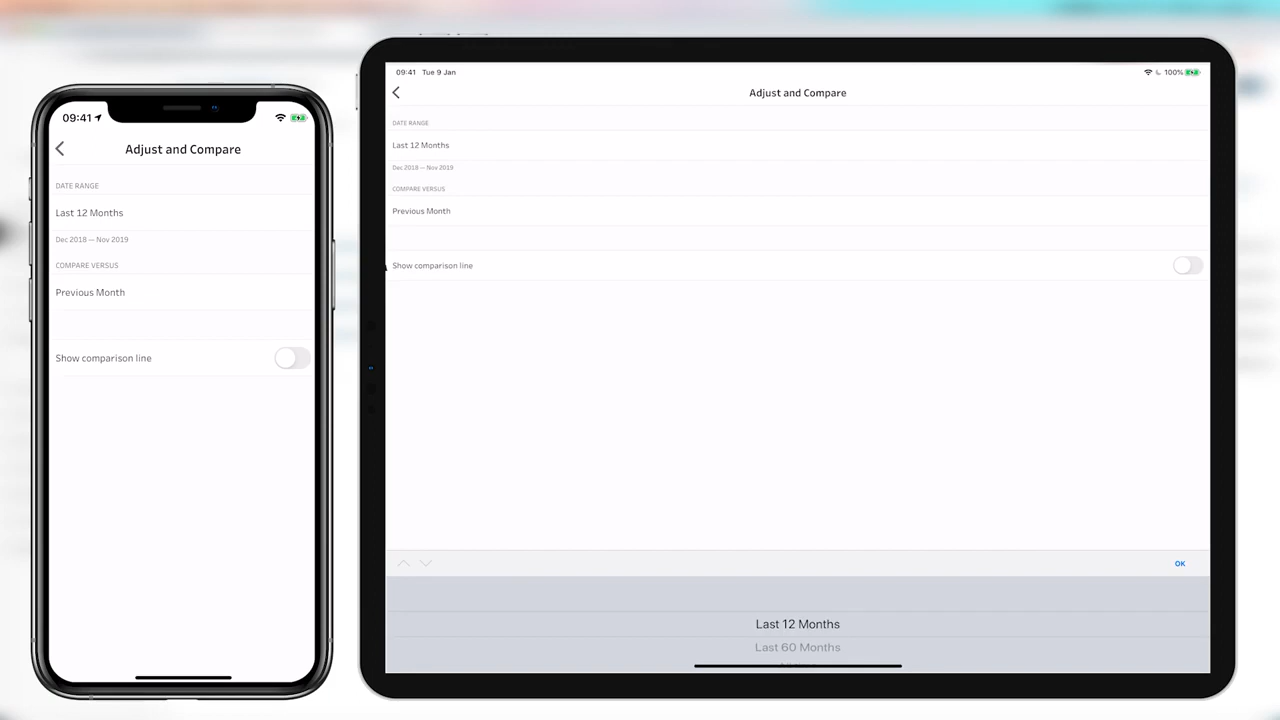 09:41
Adjust and Compare
DATE RANGE
Last 12 Months
Dec 2018 — Nov 2019
COMPARE VERSUS
Previous Month
Show comparison line
09:41 Tue 9 Jan
100%
Adjust and Compare
DATE RANGE
Last 12 Months
Dec 2018 — Nov 2019
COMPARE VERSUS
Previous Month
Show comparison line
OK
Last 12 Months
Last 60 Months